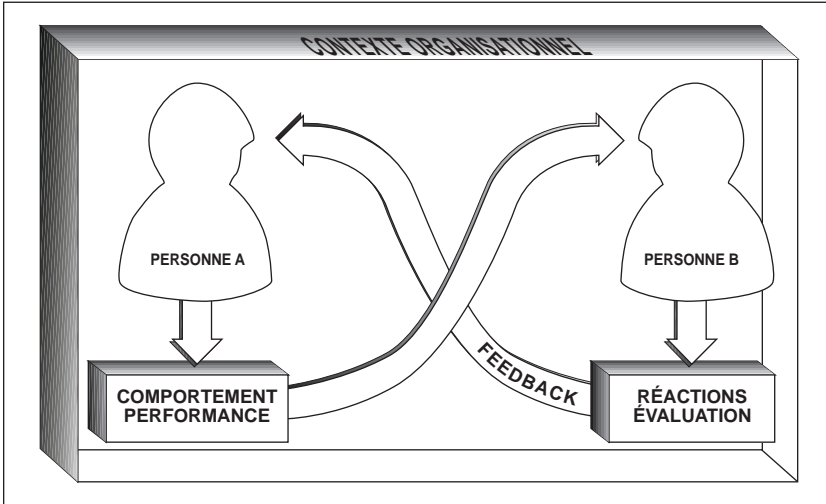 CONTEXTE ORGANISATIONNEL
PERSONNE A
PERSONNE B
FEEDBACK
COMPORTEMENT
PERFORMANCE
RÉACTIONS
ÉVALUATION